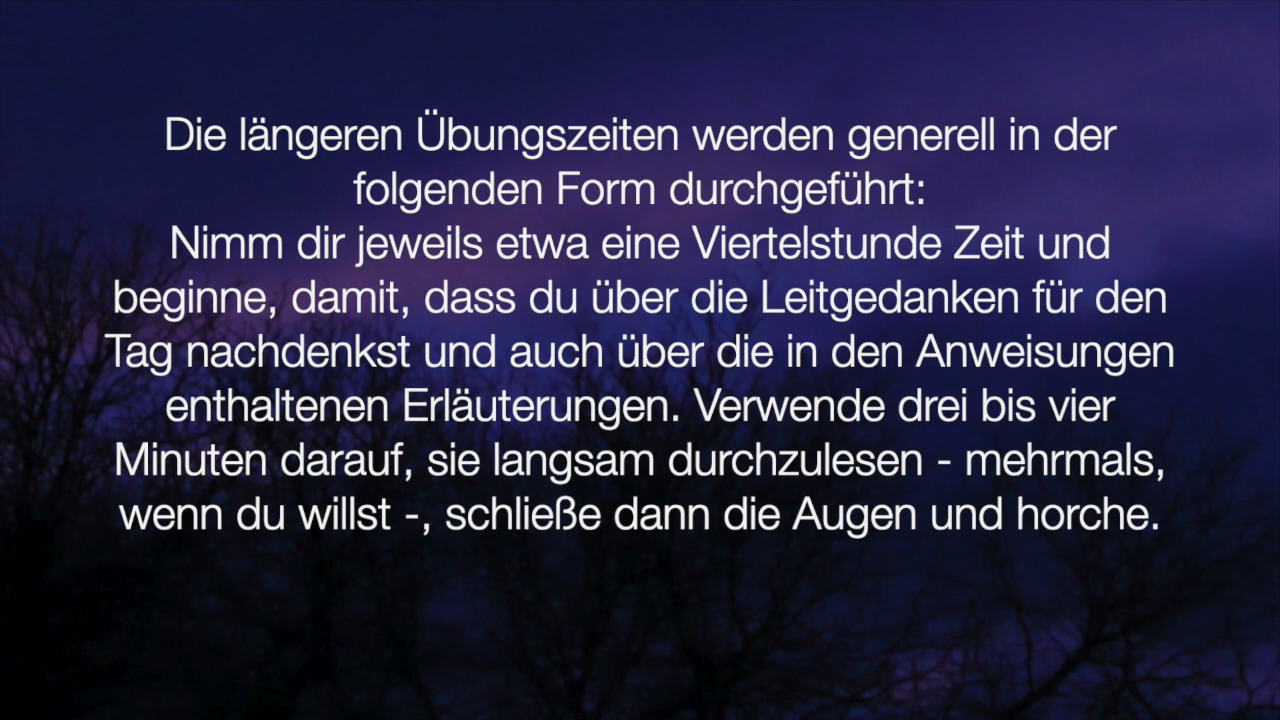 Die längeren Übungszeiten werden generell in der
folgenden Form durchgeführt:
Nimm dir jeweils etwa eine Viertelstunde Zeit und
beginne, damit, dass du über die Leitgedanken für den
Tag nachdenkst und auch über die in den Anweisungen
enthaltenen Erläuterungen. Verwende drei bis vier
Minuten darauf, sie langsam durchzulesen - mehrmals,
wenn du willst -, schließe dann die Augen und horche.